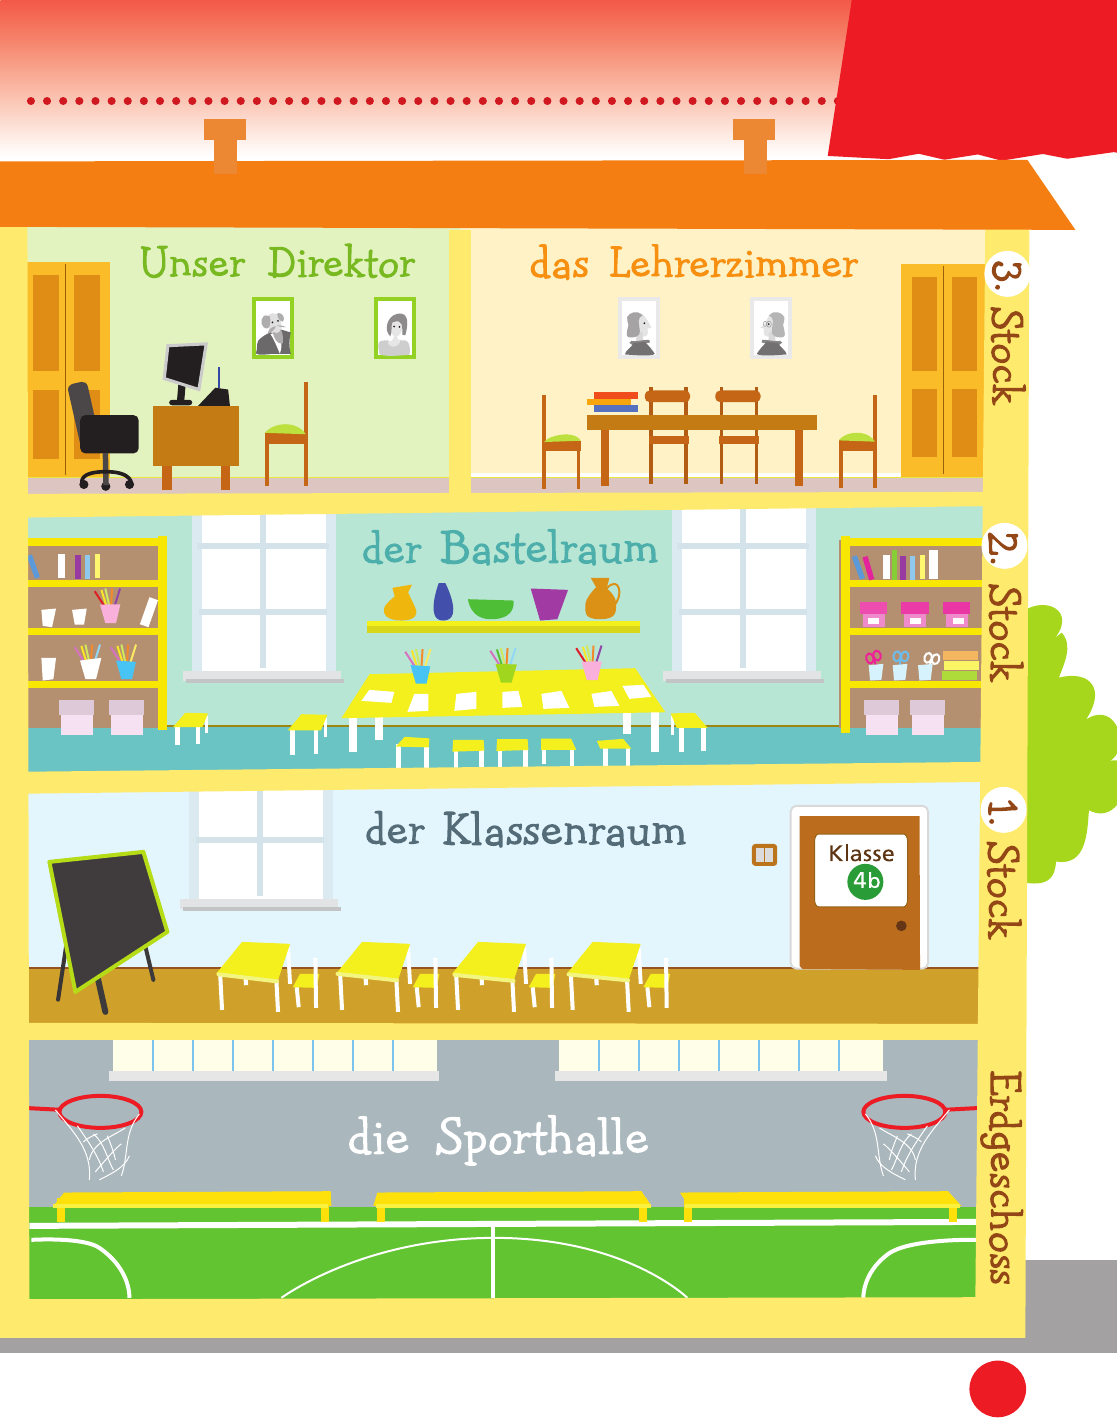 Unser Direktor
das Lehrerzimmer
3. Stock
der Bastelraum
2. Stock
der Klassenraum
1. Stock
Klasse
4b
die Sporthalle
Erdgeschoss